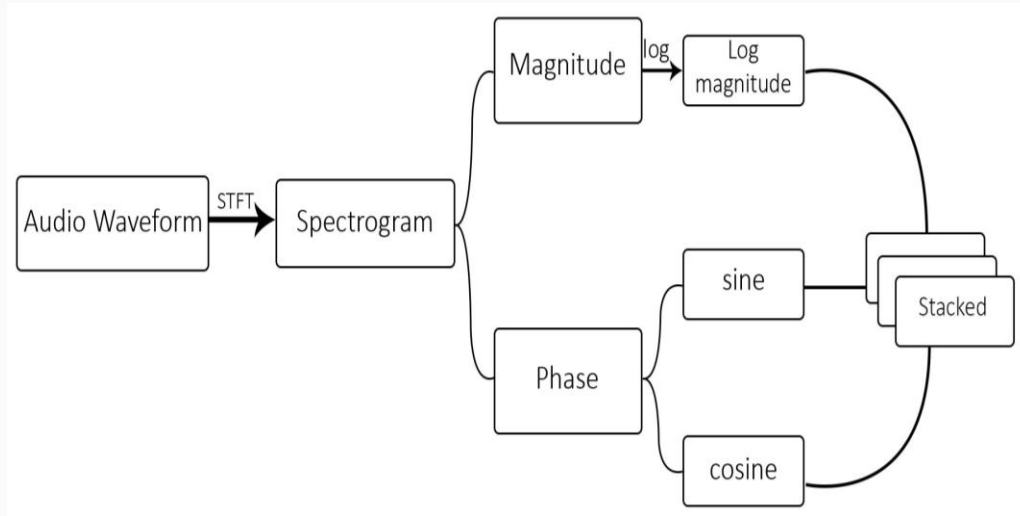 Audio Waveform
STFT
Spectrogram
Magnitude
log
Log
magnitude
Phase
sine
cosine
Stacked